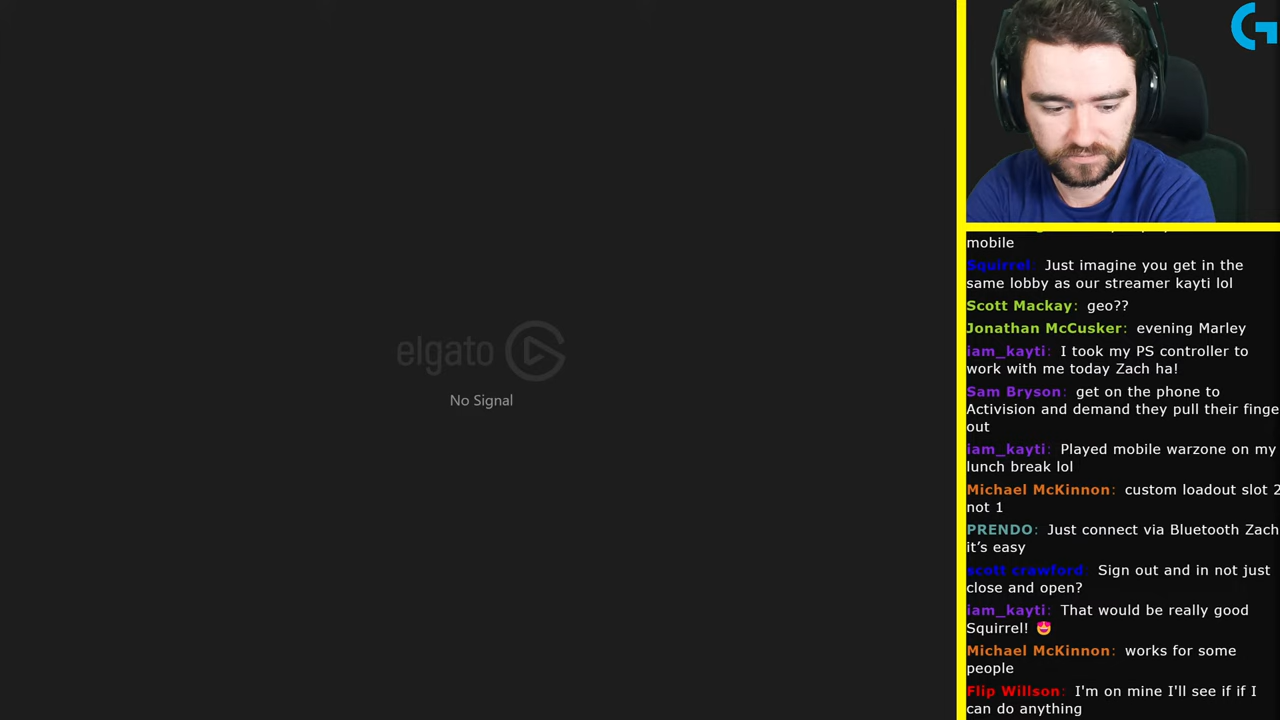 elgato
No Signal
mobile
Squirrel: Just imagine you get in the
same lobby as our streamer kayti lol
Scott Mackay: geo??
Jonathan McCusker: evening Marley
iam_kayti: I took my PS controller to
work with me today Zach ha!
Sam Bryson: get on the phone to
Activision and demand they pull their finge
out
iam_kayti: Played mobile warzone on my
lunch break lol
Michael McKinnon: custom loadout slot 2
not 1
PRENDO: Just connect via Bluetooth Zach
it’s easy
scott crawford: Sign out and in not just
close and open?
iam_kayti: That would be really good
Squirrel! 😍
Michael McKinnon: works for some
people
Flip Willson: I'm on mine I'll see if if I
can do anything